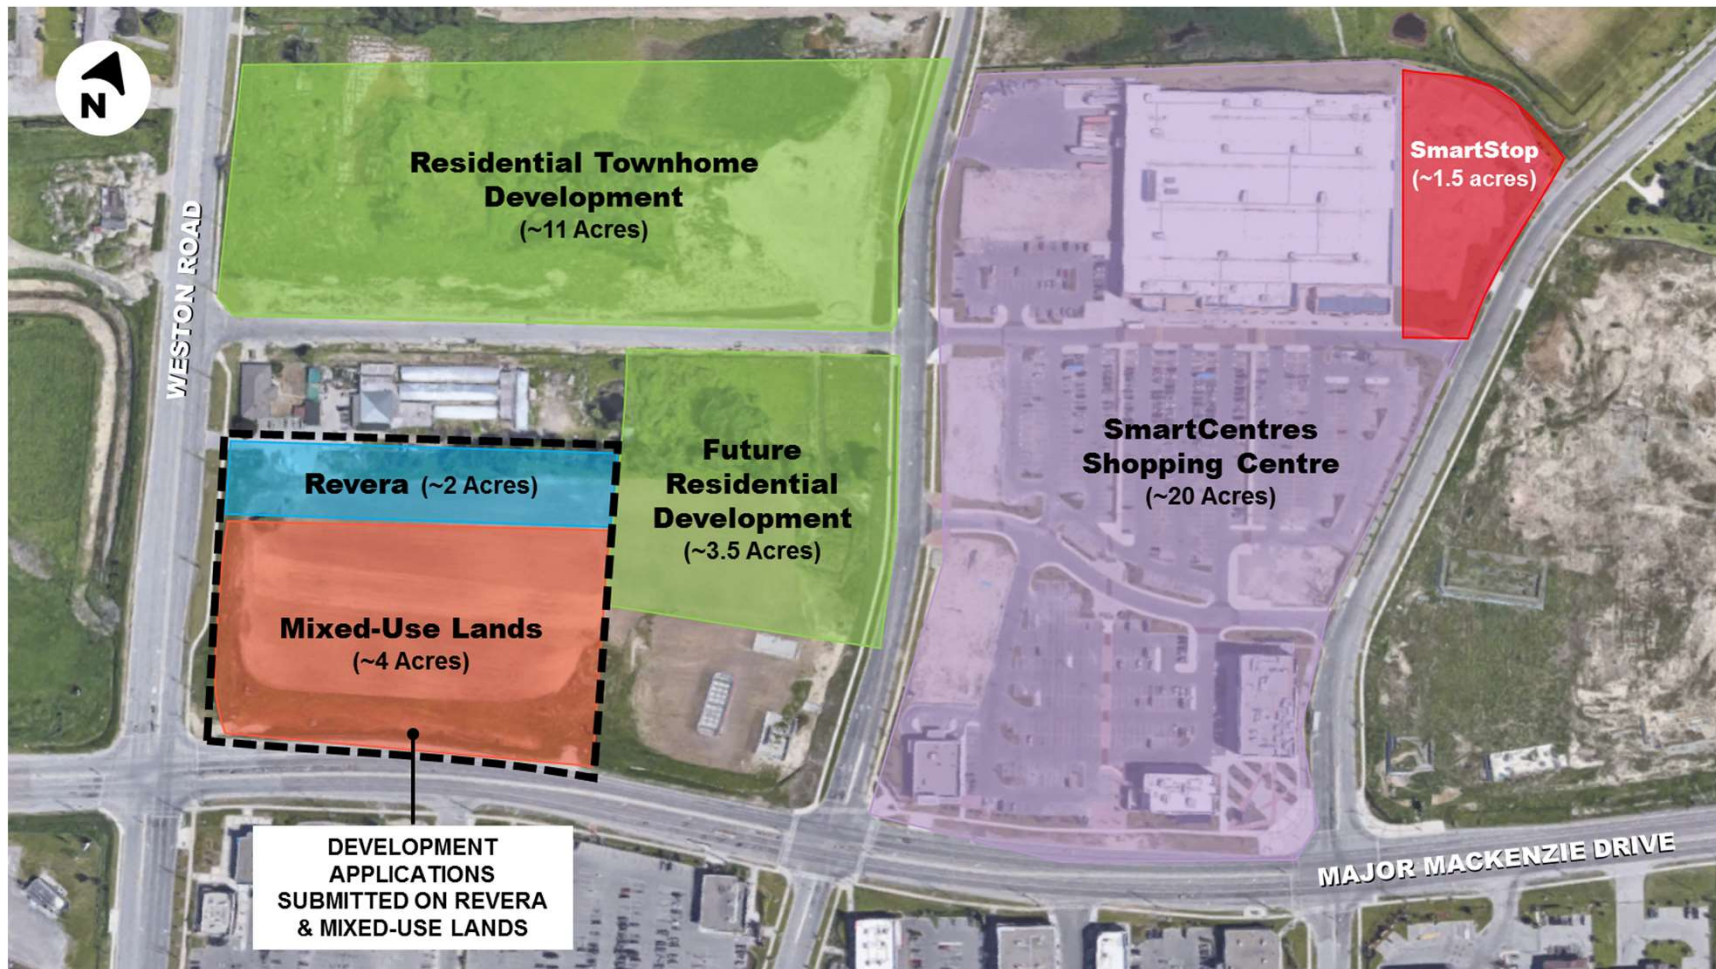 N
Residential Townhome
Development
(~11 Acres)
SmartStop
(~1.5 acres)
WESTON ROAD
SmartCentres
Shopping Centre
(~20 Acres)
Future
Residential
Development
(~3.5 Acres)
Revera (~2 Acres)
Mixed-Use Lands
(~4 Acres)
DEVELOPMENT
APPLICATIONS
SUBMITTED ON REVERA
& MIXED-USE LANDS
MAJOR MACKENZIE DRIVE